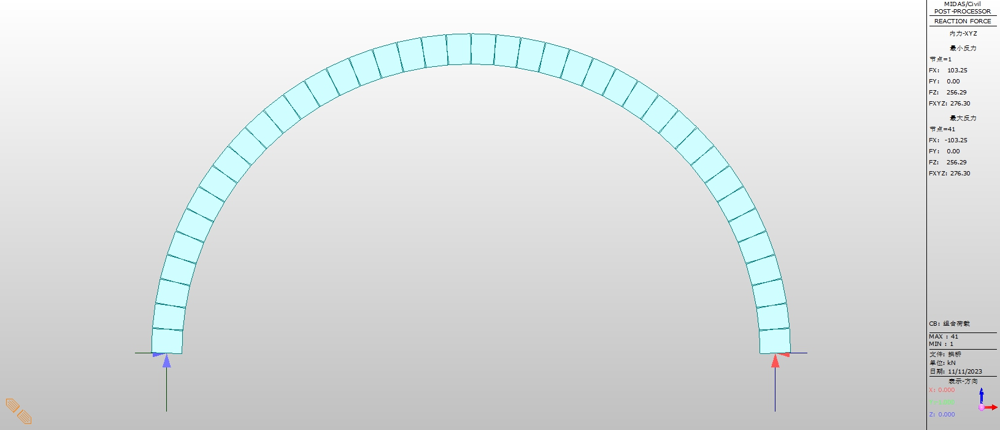 MIDAS/Civil
POST-PROCESSOR
REACTION FORCE
内力-XYZ
最小反力
节点=1
FX: 103.25
FY: 0.00
FZ: 256.29
FXYZ: 276.30
最大反力
节点=41
FX: -103.25
FY: 0.00
FZ: 256.29
FXYZ: 276.30
CB: 组合荷载
MAX : 41
MIN : 1
文件: 拱桥
单位: kN
日期: 11/11/2023
表示-方向
X: 0.000
Z: 0.000